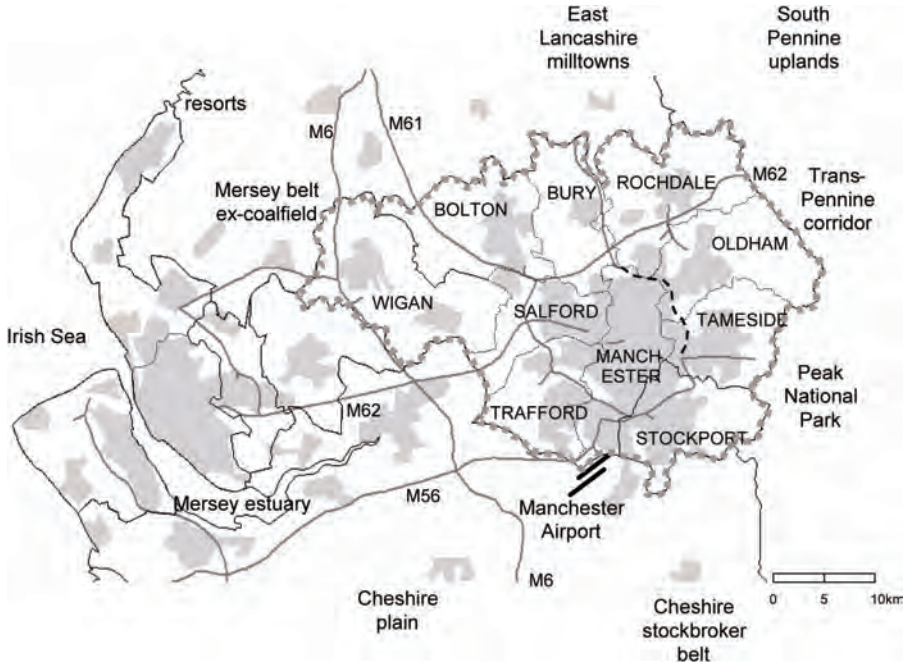 East
Lancashire
milltowns
South
Pennine
uplands
resorts
M6
M61
Mersey belt
ex-coalfield
BOLTON
BURY
ROCHDALE
M62
Trans-
Pennine
corridor
OLDHAM
WIGAN
SALFORD
TAMESIDE
Irish Sea
MANCH
ESTER
Peak
National
Park
M62
TRAFFORD
STOCKPORT
Mersey estuary
M56
Manchester
Airport
M6
Cheshire
plain
Cheshire
stockbroker
belt
0 5 10km